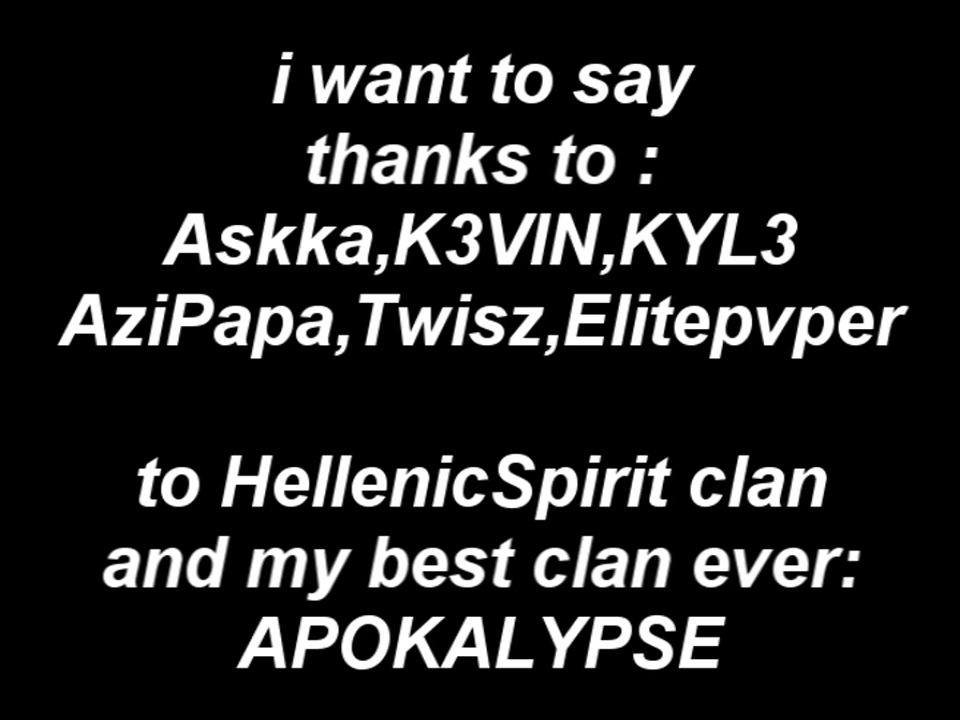 i want to say
thanks to :
Askka,K3VIN,KYL3
AziPapa,Twisz,Elitepvper
to HellenicSpirit clan
and my best clan ever:
APOKALYPSE